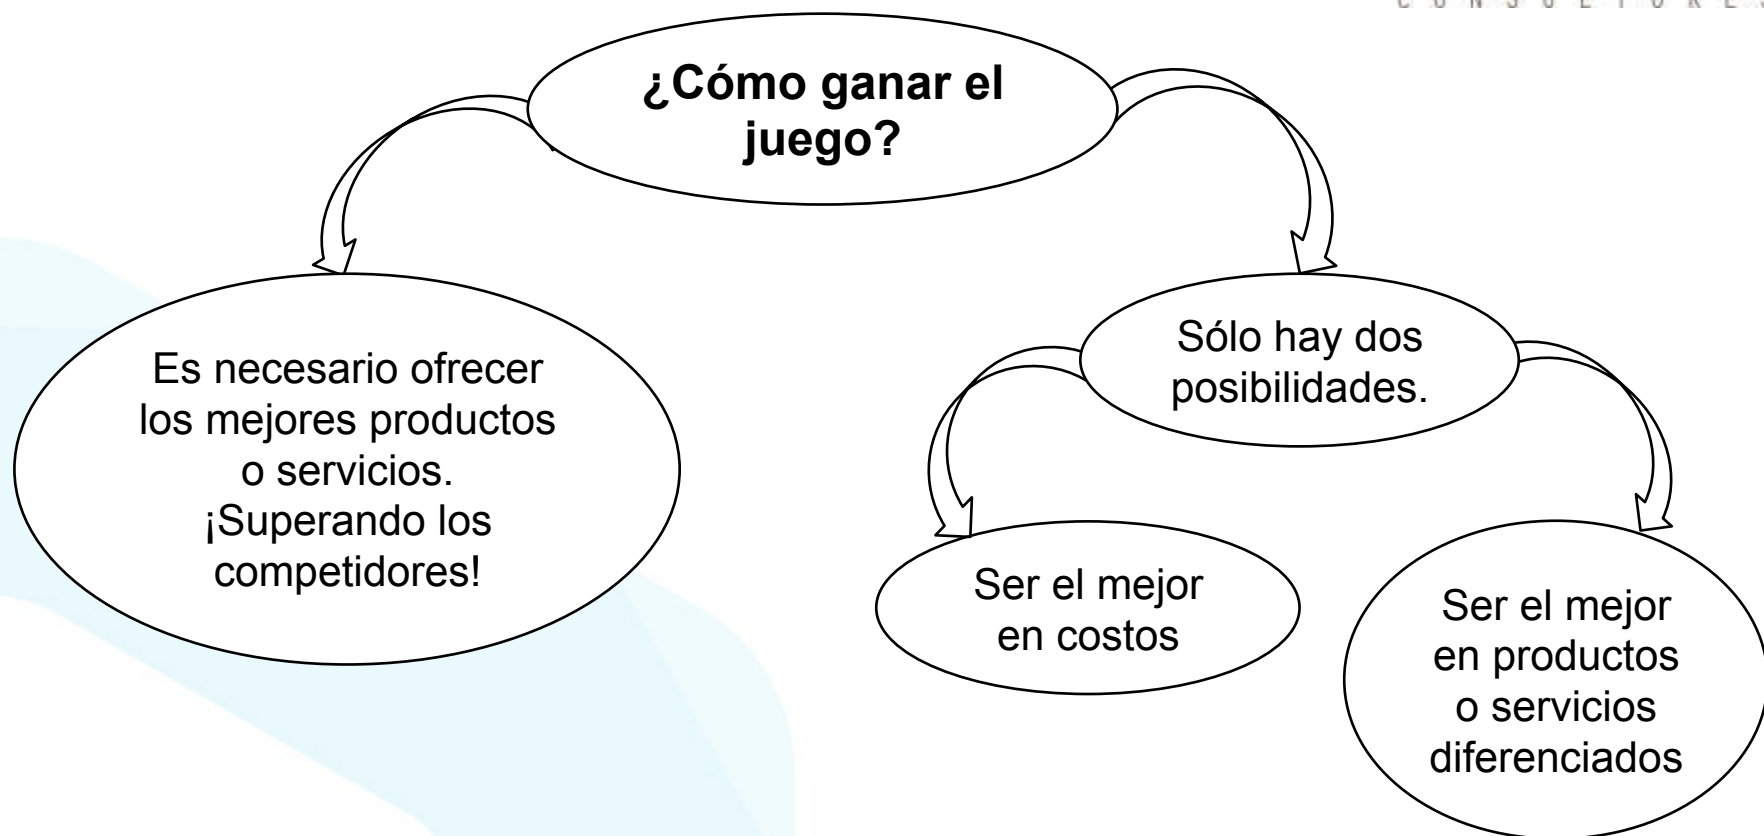 ¿Cómo ganar el
juego?
Es necesario ofrecer
los mejores productos
o servicios.
¡Superando los
competidores!
Sólo hay dos
posibilidades.
Ser el mejor
en costos
Ser el mejor
en productos
o servicios
diferenciados